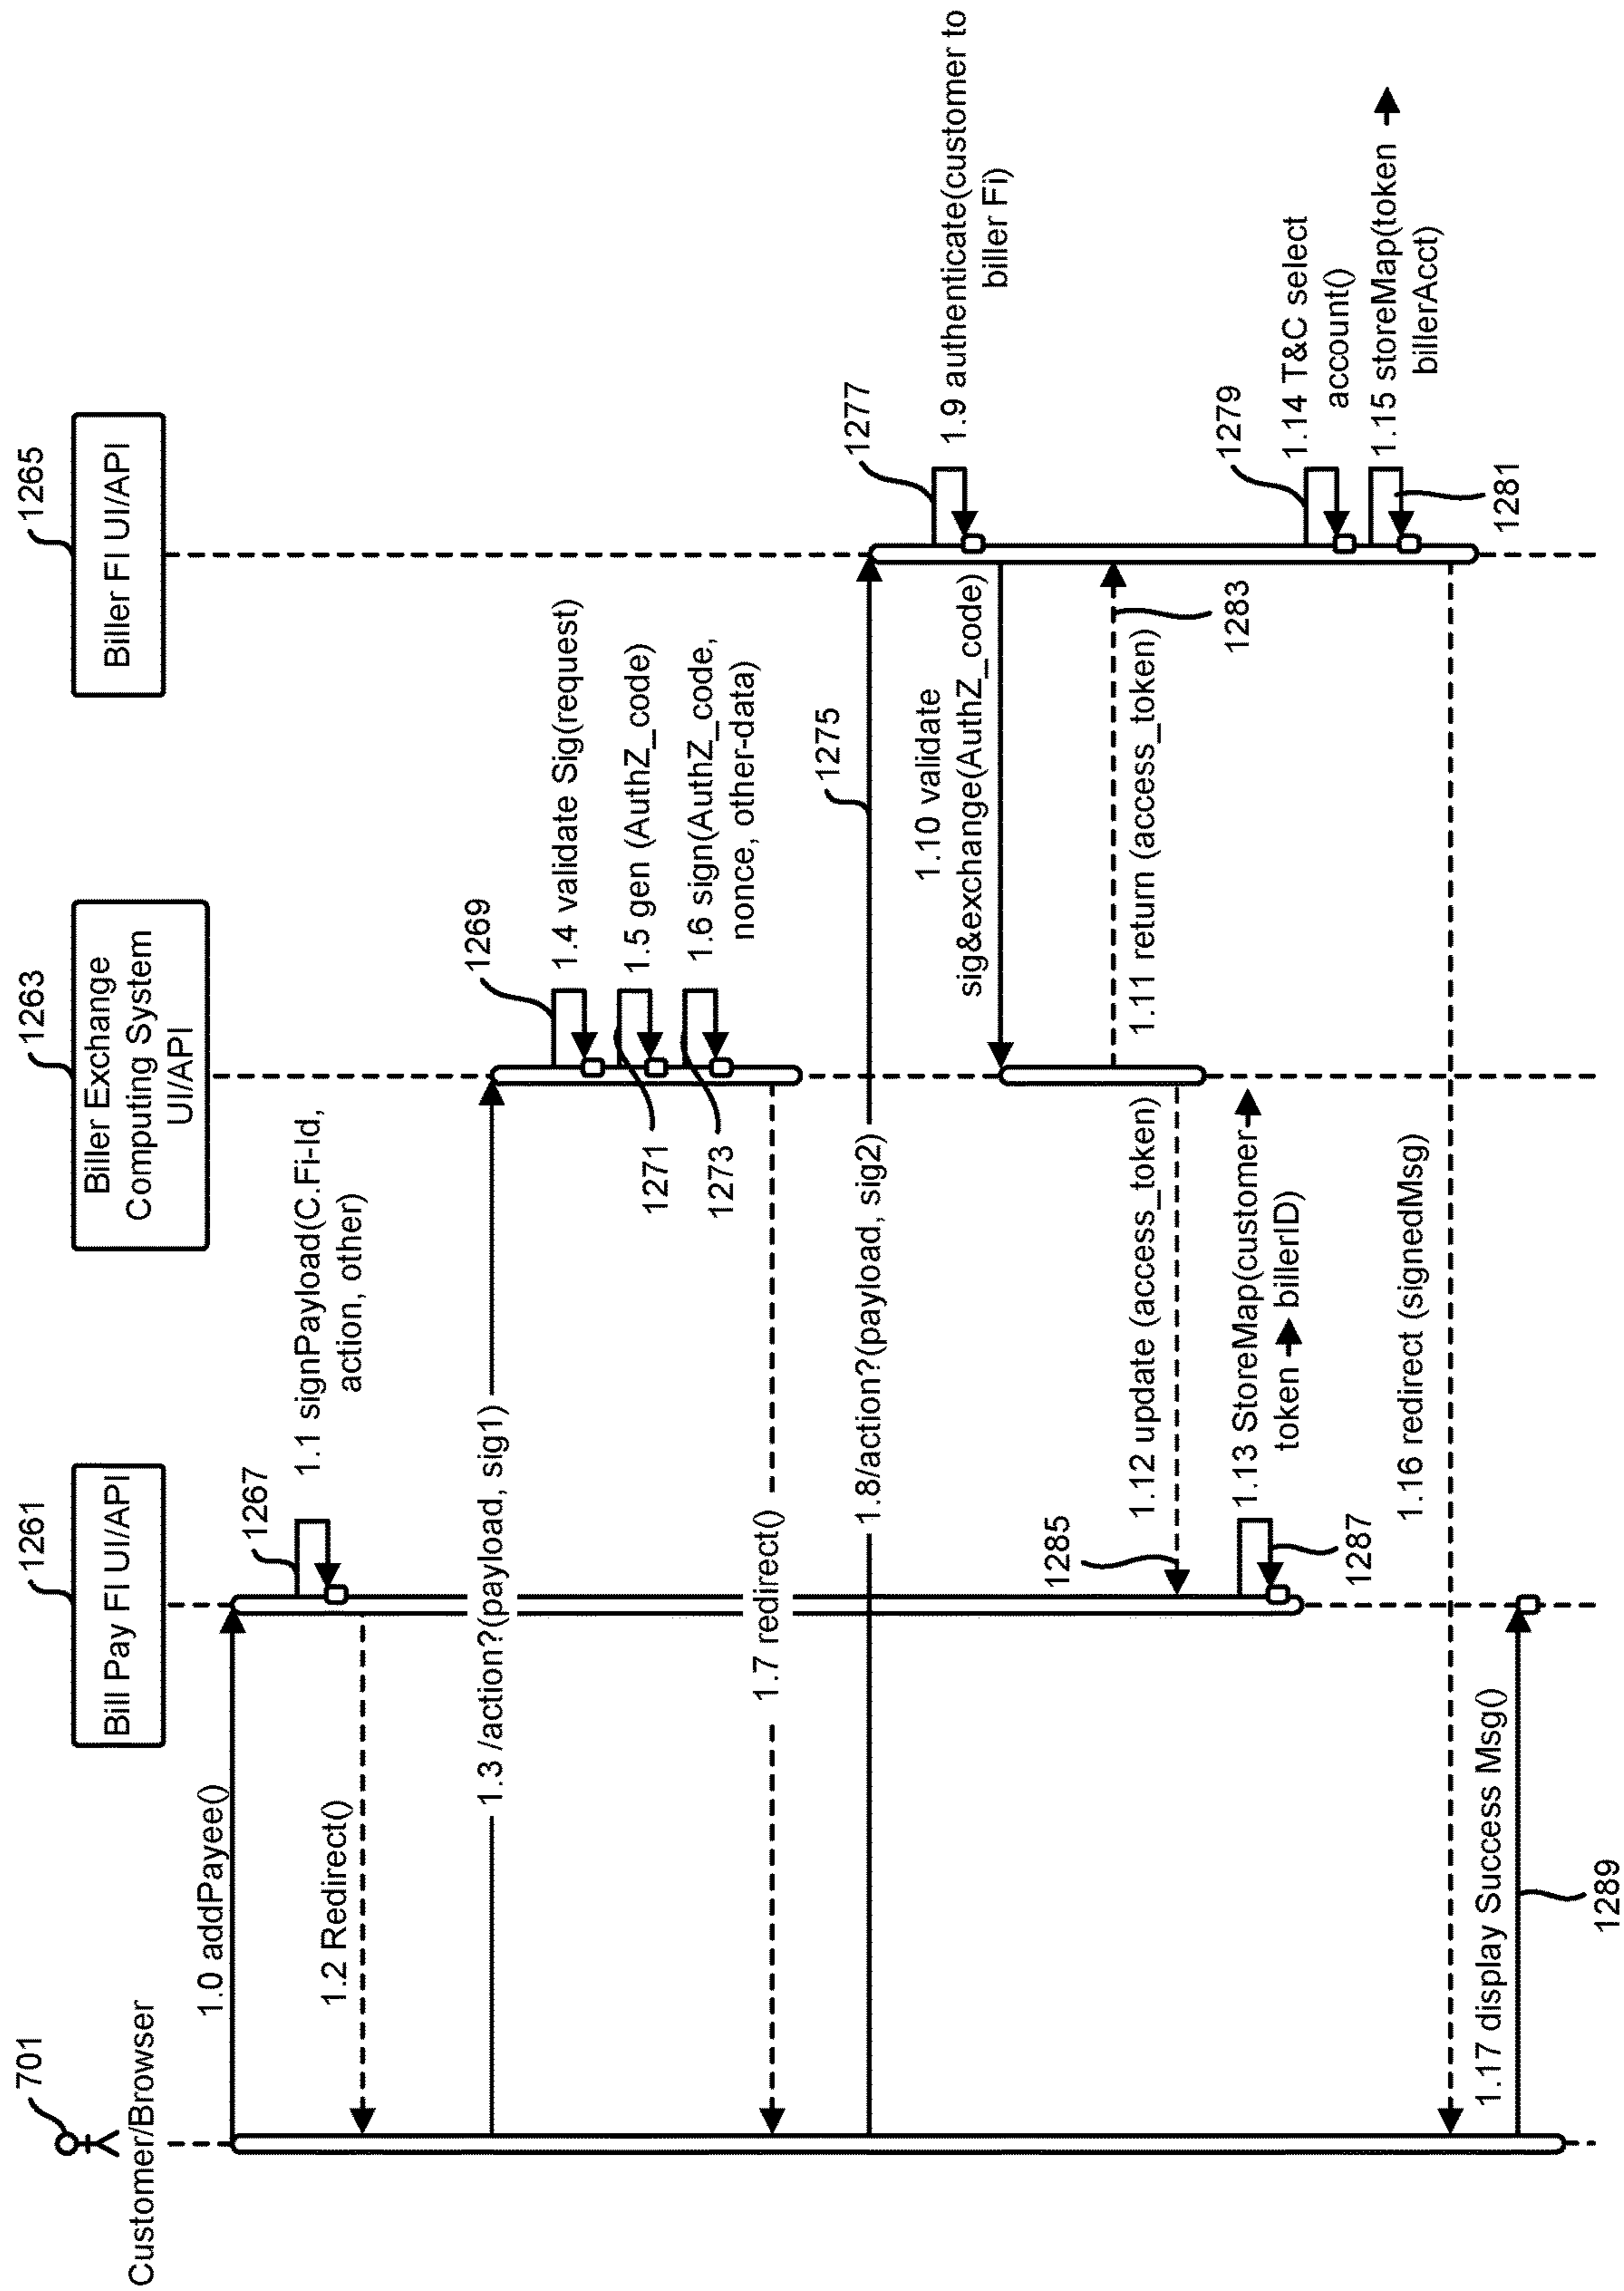 701
Customer/Browser
1261
Bill Pay FI UI/API
1263
Biller Exchange
Computing System
UI/API
1265
Biller FI UI/API
1.0 addPayee()
1267
1.1 signPayload(C.Fi-Id,
action, other)
1.2 Redirect()
1.3 /action?(payload, sig1)
1269
1.4 validate Sig(request)
1271
1.5 gen (AuthZ_code)
1273
1.6 sign(AuthZ_code,
nonce, other-data)
1.7 redirect()
1.8/action?(payload, sig2)
1275
1277
1.9 authenticate(customer to
biller Fi)
1.10 validate
sig&exchange(AuthZ_code)
1.11 return (access_token)
1283
1285
1.12 update (access_token)
1.13 StoreMap(customer
token billerID)
1287
1279
1.14 T&C select
account()
1.15 storeMap(token
billerAcct)
1281
1.16 redirect (signedMsg)
1.17 display Success Msg()
1289